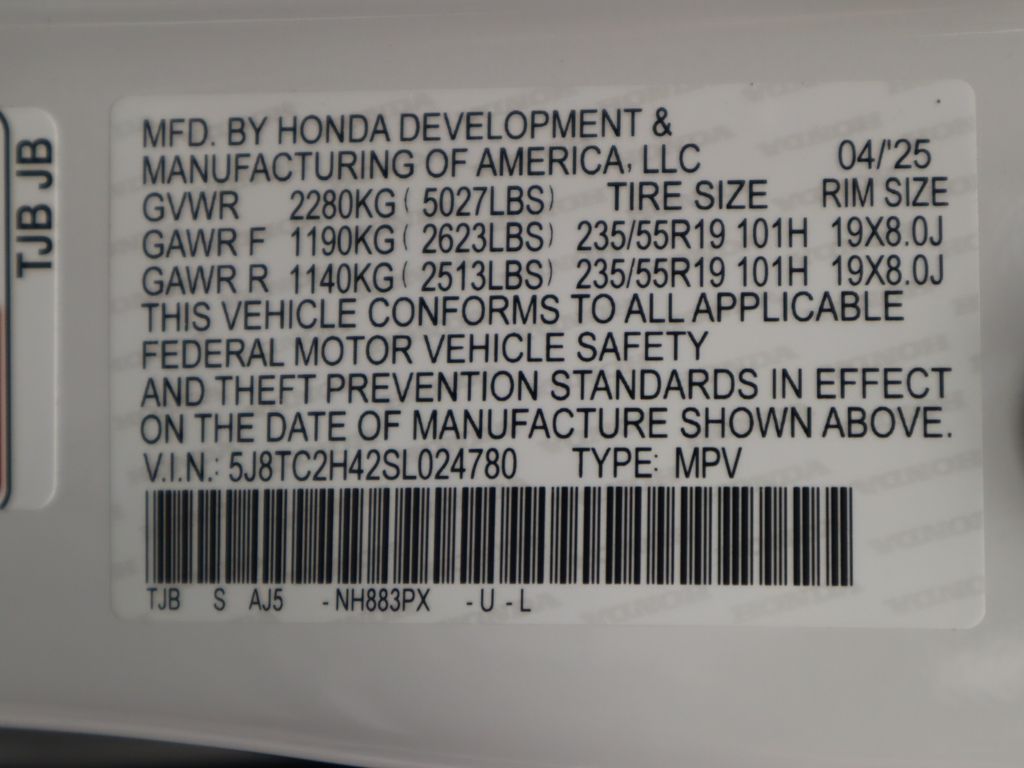 TJB JB
MFD. BY HONDA DEVELOPMENT &
MANUFACTURING OF AMERICA, LLC 04/'25
GVWR 2280KG ( 5027LBS) TIRE SIZE RIM SIZE
GAWR F 1190KG ( 2623LBS) 235/55R19 101H 19X8.0J
GAWR R 1140KG ( 2513LBS) 235/55R19 101H 19X8.0J
THIS VEHICLE CONFORMS TO ALL APPLICABLE
FEDERAL MOTOR VEHICLE SAFETY
AND THEFT PREVENTION STANDARDS IN EFFECT
ON THE DATE OF MANUFACTURE SHOWN ABOVE.
V.I.N.: 5J8TC2H42SL024780 TYPE: MPV
TJB S AJ5 -NH883PX -U -L